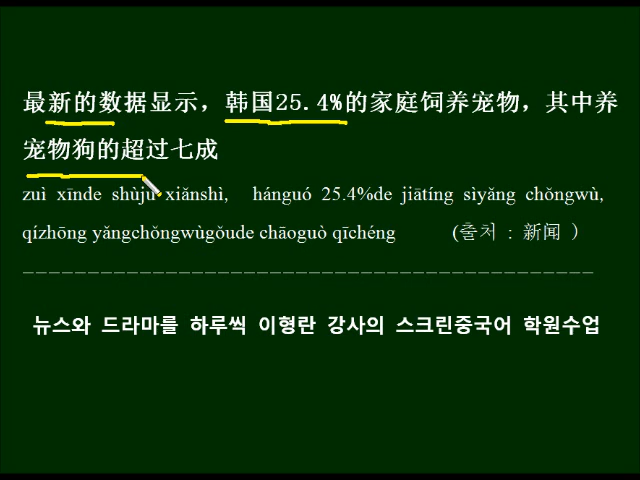 最新的数据显示，韩国25.4%的家庭饲养宠物，其中养
宠物狗的超过七成
zuì xīnde shùjù xiǎnshì, hánguó 25.4%de jiātíng sìyǎng chǒngwù,
qízhōng yǎngchǒngwùgǒude chāoguò qīchéng (출처 : 新闻 )
뉴스와 드라마를 하루씩 이형란 강사의 스크린중국어 학원수업